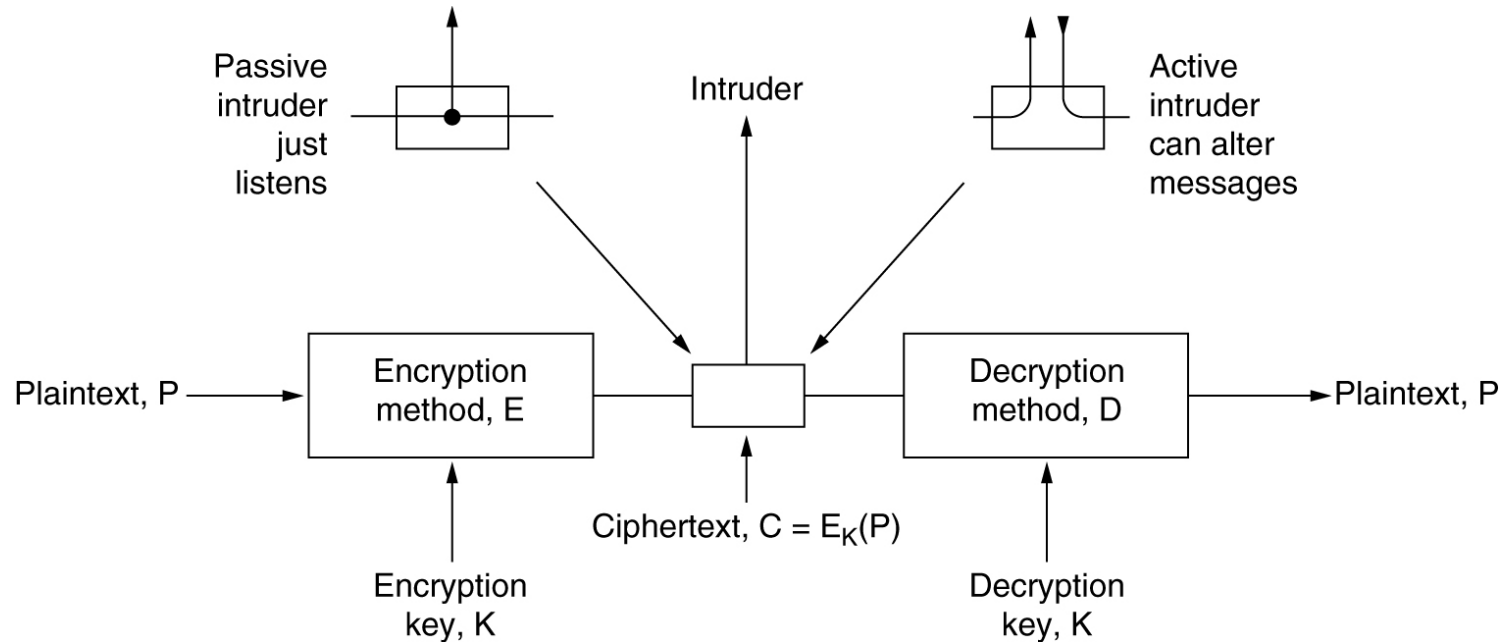 Passive
intruder
just
listens
Intruder
Active
intruder
can alter
messages
Plaintext, P
Encryption
method, E
Decryption
method, D
Plaintext, P
Ciphertext, C = E_K(P)
Encryption
key, K
Decryption
key, K